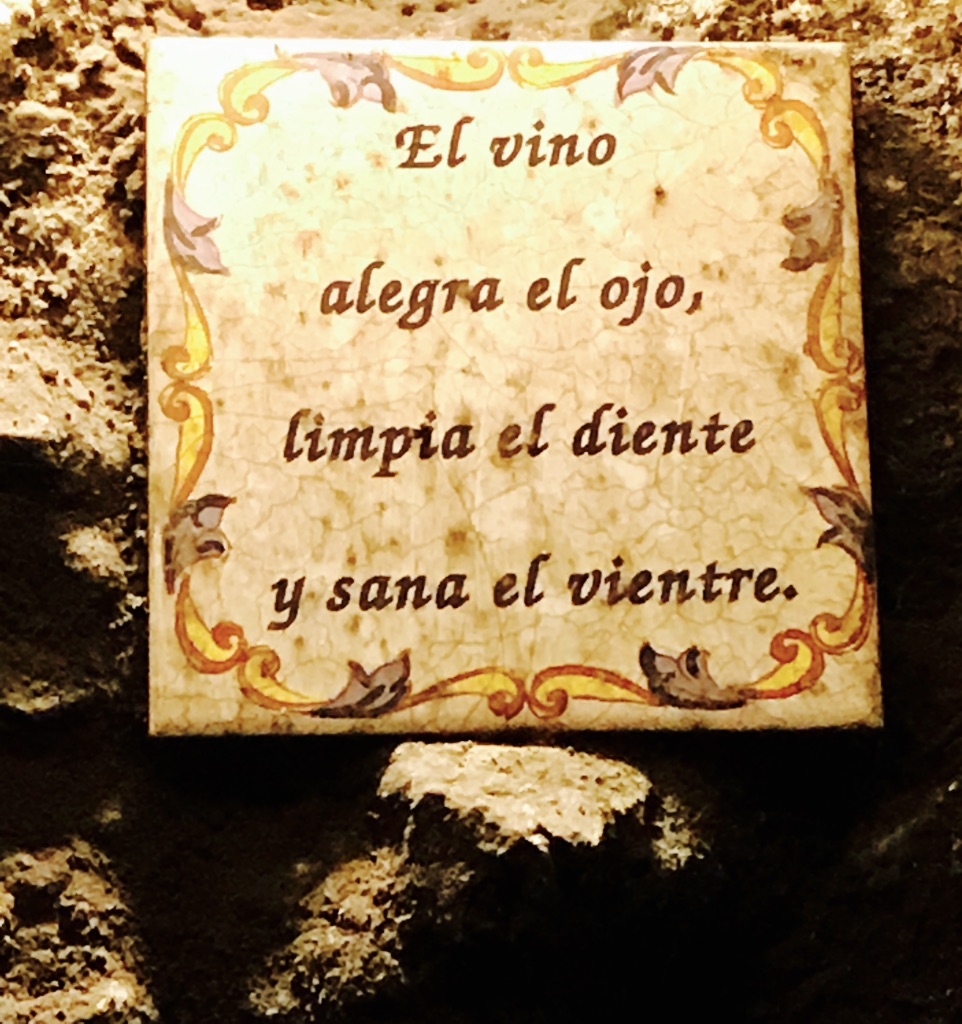 El vino
alegra el ojo,
limpia el diente
y sana el vientre.